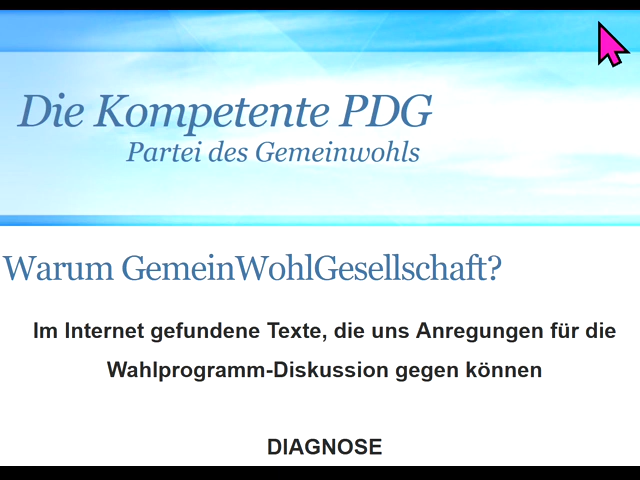 Die Kompetente PDG
Partei des Gemeinwohls
Warum GemeinWohlGesellschaft?
Im Internet gefundene Texte, die uns Anregungen für die
Wahlprogramm-Diskussion gegen können
DIAGNOSE